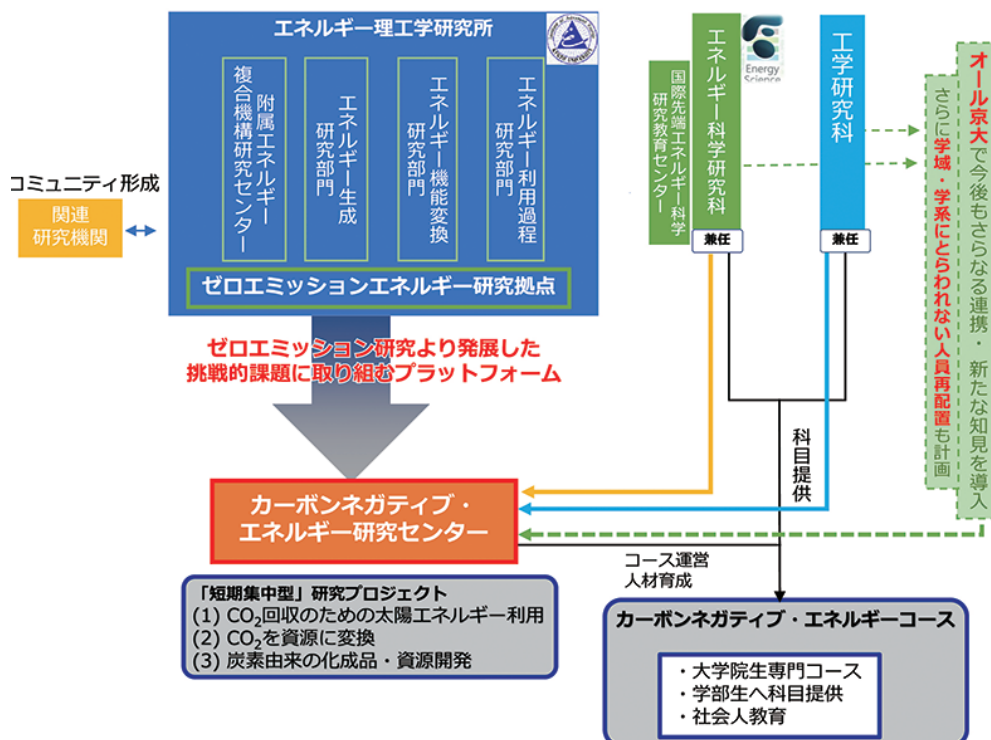 エネルギー理工学研究所
附属エネルギー
複合機構研究センター
エネルギー生成
研究部門
エネルギー機能変換
研究部門
エネルギー利用過程
研究部門
ゼロエミッションエネルギー研究拠点
コミュニティ形成
関連
研究機関
ゼロエミッション研究より発展した
挑戦的課題に取り組むプラットフォーム
カーボンネガティブ・
エネルギー研究センター
「短期集中型」研究プロジェクト
(1) CO2回収のための太陽エネルギー利用
(2) CO2を資源に変換
(3) 炭素由来の化成品・資源開発
エネルギー科学研究科
国際先端エネルギー科学
研究教育センター
Energy
Science
兼任
工学研究科
兼任
オール京大で今後もさらなる連携・新たな知見を導入
さらに学域・学系にとらわれない人員再配置も計画
科目提供
コース運営
人材育成
カーボンネガティブ・エネルギーコース
・大学院生専門コース
・学部生へ科目提供
・社会人教育